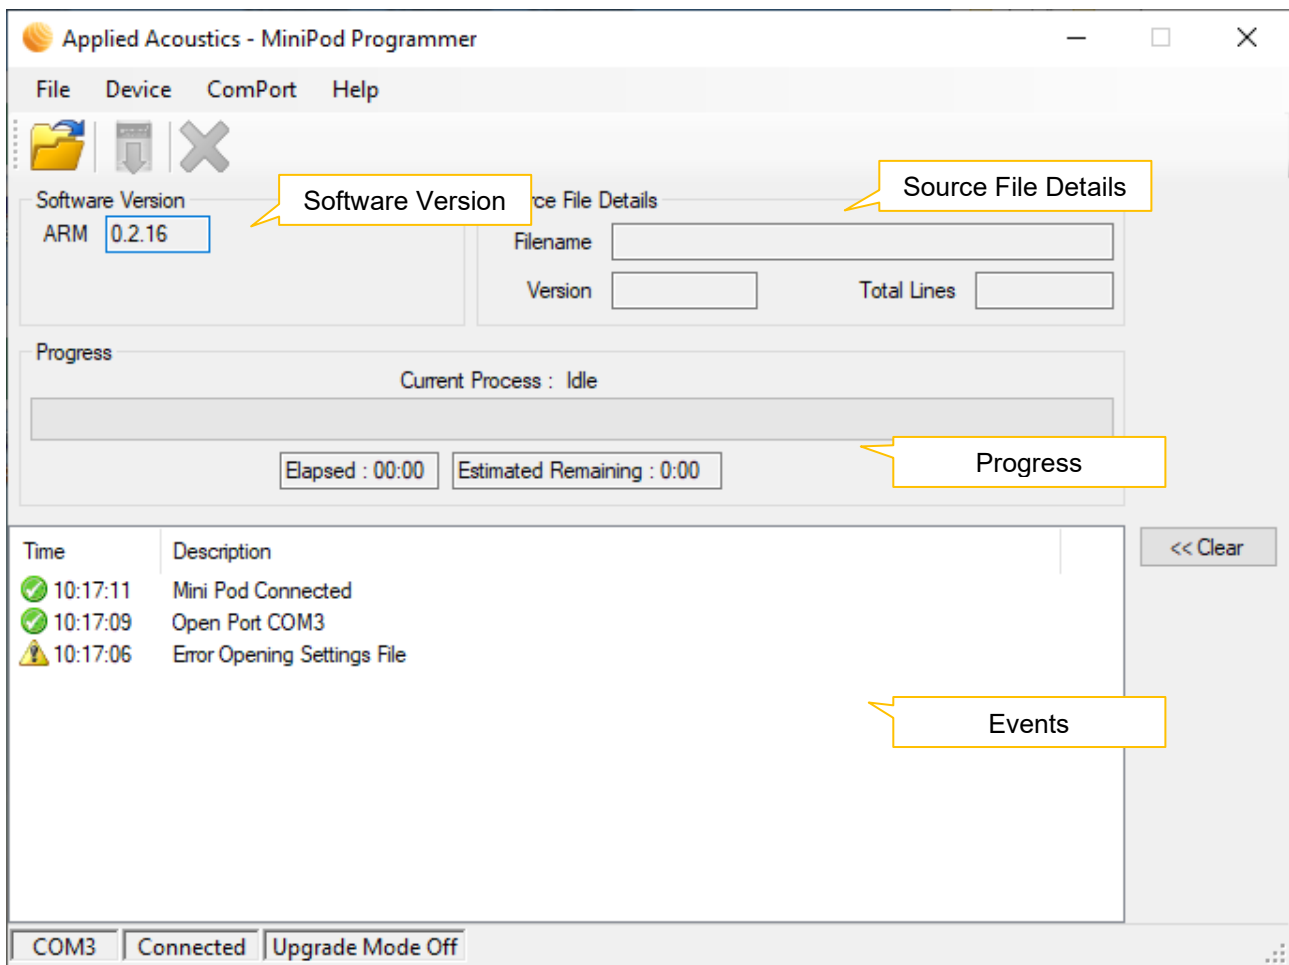 Applied Acoustics - MiniPod Programmer
File Device ComPort Help
Software Version
Software Version
rce File Details
Source File Details
ARM 0.2.16
Filename
Version Total Lines
Progress
Current Process : Idle
Elapsed : 00:00 Estimated Remaining : 0:00
Progress
Time Description
<< Clear
10:17:11 Mini Pod Connected
10:17:09 Open Port COM3
10:17:06 Error Opening Settings File
Events
COM3 Connected Upgrade Mode Off